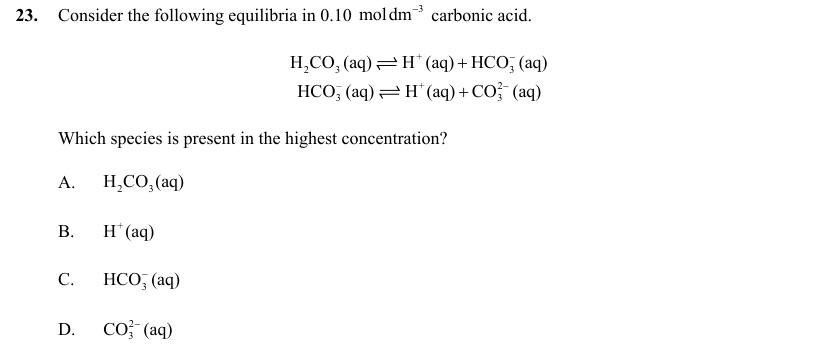 23. Consider the following equilibria in 0.10 mol dm⁻³ carbonic acid.
H₂CO₃ (aq) ⇌ H⁺ (aq) + HCO₃⁻ (aq)
HCO₃⁻ (aq) ⇌ H⁺ (aq) + CO₃²⁻ (aq)
Which species is present in the highest concentration?
A. H₂CO₃ (aq)
B. H⁺ (aq)
C. HCO₃⁻ (aq)
D. CO₃²⁻ (aq)